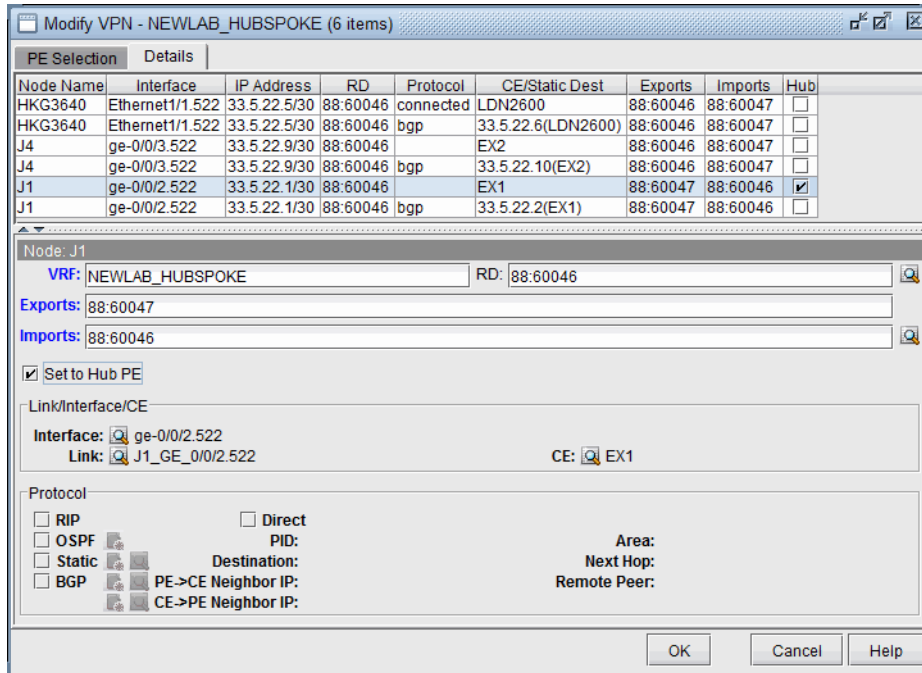 Modify VPN - NEWLAB_HUBSPOKE (6 items)
PE Selection Details
Node Name Interface IP Address RD Protocol CE/Static Dest Exports Imports Hub
HKG3640 Ethernet1/1.522 33.5.22.5/30 88:60046 connected LDN2600 88:60046 88:60047
HKG3640 Ethernet1/1.522 33.5.22.5/30 88:60046 bgp 33.5.22.6(LDN2600) 88:60046 88:60047
J4 ge-0/0/3.522 33.5.22.9/30 88:60046 EX2 88:60046 88:60047
J4 ge-0/0/3.522 33.5.22.9/30 88:60046 bgp 33.5.22.10(EX2) 88:60046 88:60047
J1 ge-0/0/2.522 33.5.22.1/30 88:60046 EX1 88:60047 88:60046
J1 ge-0/0/2.522 33.5.22.1/30 88:60046 bgp 33.5.22.2(EX1) 88:60047 88:60046
Node: J1
VRF: NEWLAB_HUBSPOKE RD: 88:60046
Exports: 88:60047
Imports: 88:60046
Set to Hub PE
Link/Interface/CE
Interface: ge-0/0/2.522
Link: J1_GE_0/0/2.522 CE: EX1
Protocol
RIP Direct
OSPF PID: Area:
Static Destination: Next Hop:
BGP PE->CE Neighbor IP: Remote Peer:
CE->PE Neighbor IP:
OK Cancel Help